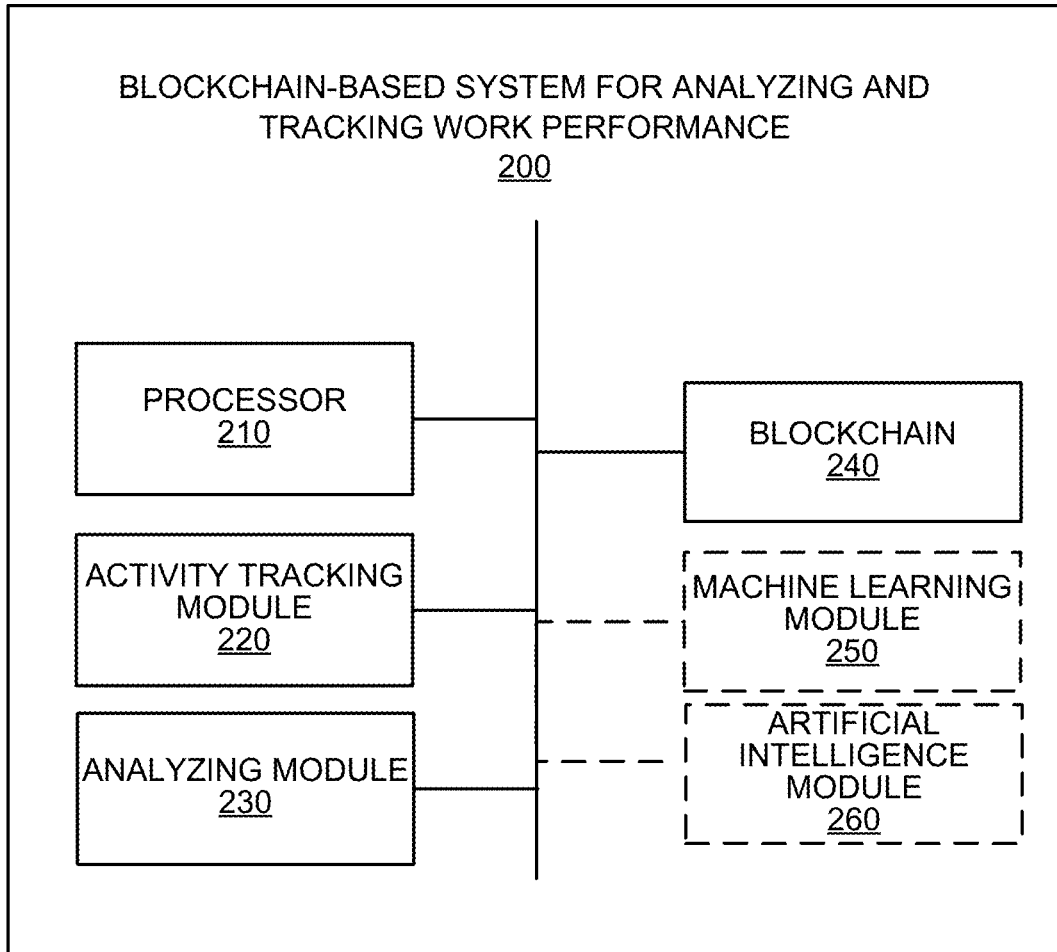 BLOCKCHAIN-BASED SYSTEM FOR ANALYZING AND
TRACKING WORK PERFORMANCE
200
PROCESSOR
210
ACTIVITY TRACKING
MODULE
220
ANALYZING MODULE
230
BLOCKCHAIN
240
MACHINE LEARNING
MODULE
250
ARTIFICIAL
INTELLIGENCE
MODULE
260